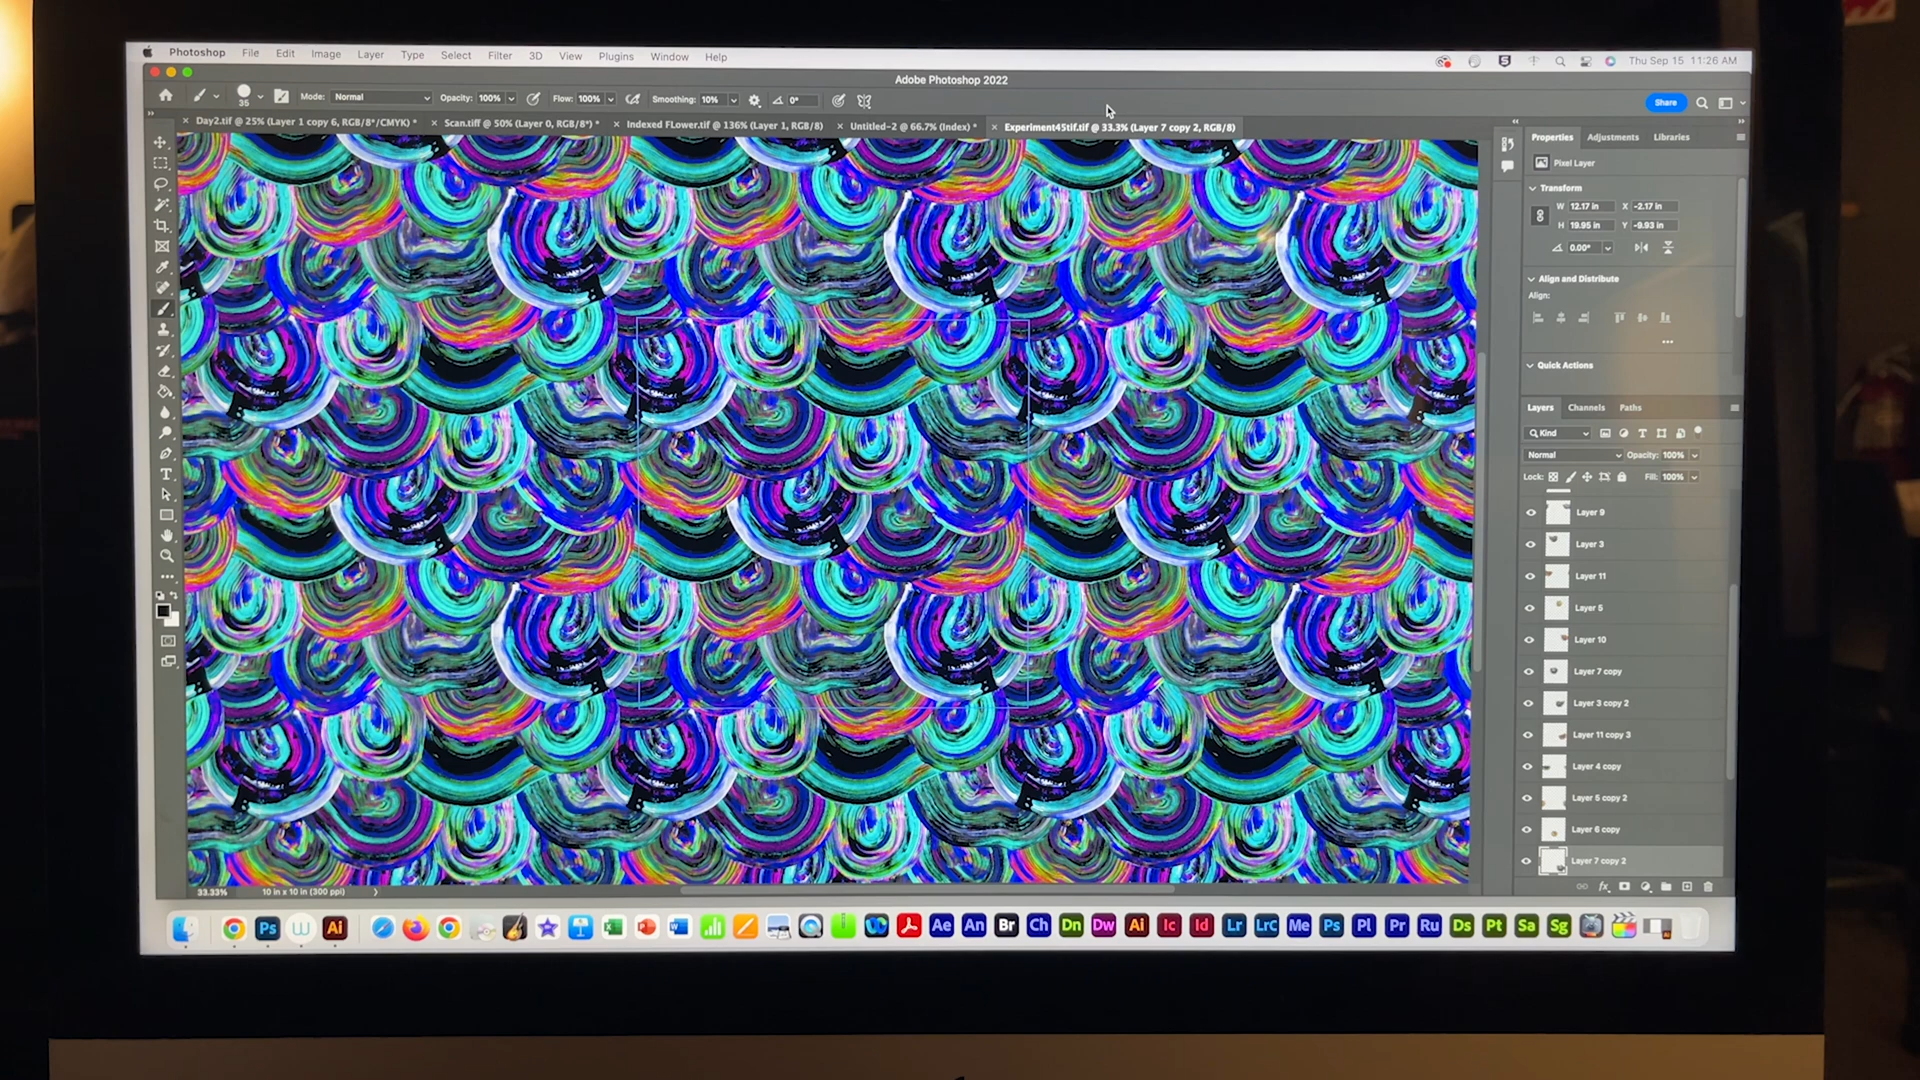 Photoshop File Edit Image Layer Type Select Filter 3D View Plugins Window Help Thu Sep 15 11:26 AM
Adobe Photoshop 2022
35 Mode: Normal Opacity: 100% Flow: 100% Smoothing: 10% 0° Share
Day2.tif @ 25% (Layer 1 copy 6, RGB/8*/CMYK) * Scan.tiff @ 50% (Layer 0, RGB/8*) * Indexed FLower.tif @ 136% (Layer 1, RGB/8) Untitled-2 @ 66.7% (Index) * Experiment45tif.tif @ 33.3% (Layer 7 copy 2, RGB/8)
Properties Adjustments Libraries
Pixel Layer
Transform
W 12.17 in X -2.17 in
H 19.95 in Y -9.93 in
0.00°
Align and Distribute
Align:
Quick Actions
Layers Channels Paths
Kind
Normal Opacity: 100%
Lock: Fill: 100%
Layer 9
Layer 3
Layer 11
Layer 5
Layer 10
Layer 7 copy
Layer 3 copy 2
Layer 11 copy 3
Layer 4 copy
Layer 5 copy 2
Layer 6 copy
Layer 7 copy 2
33.33% 10 in x 10 in (300 ppi)
Ps W Ai W Ae An Br Ch Dn Dw Ai Ic Id Lr LrC Me Ps Pl Pr Ru Ds Pt Sa Sg